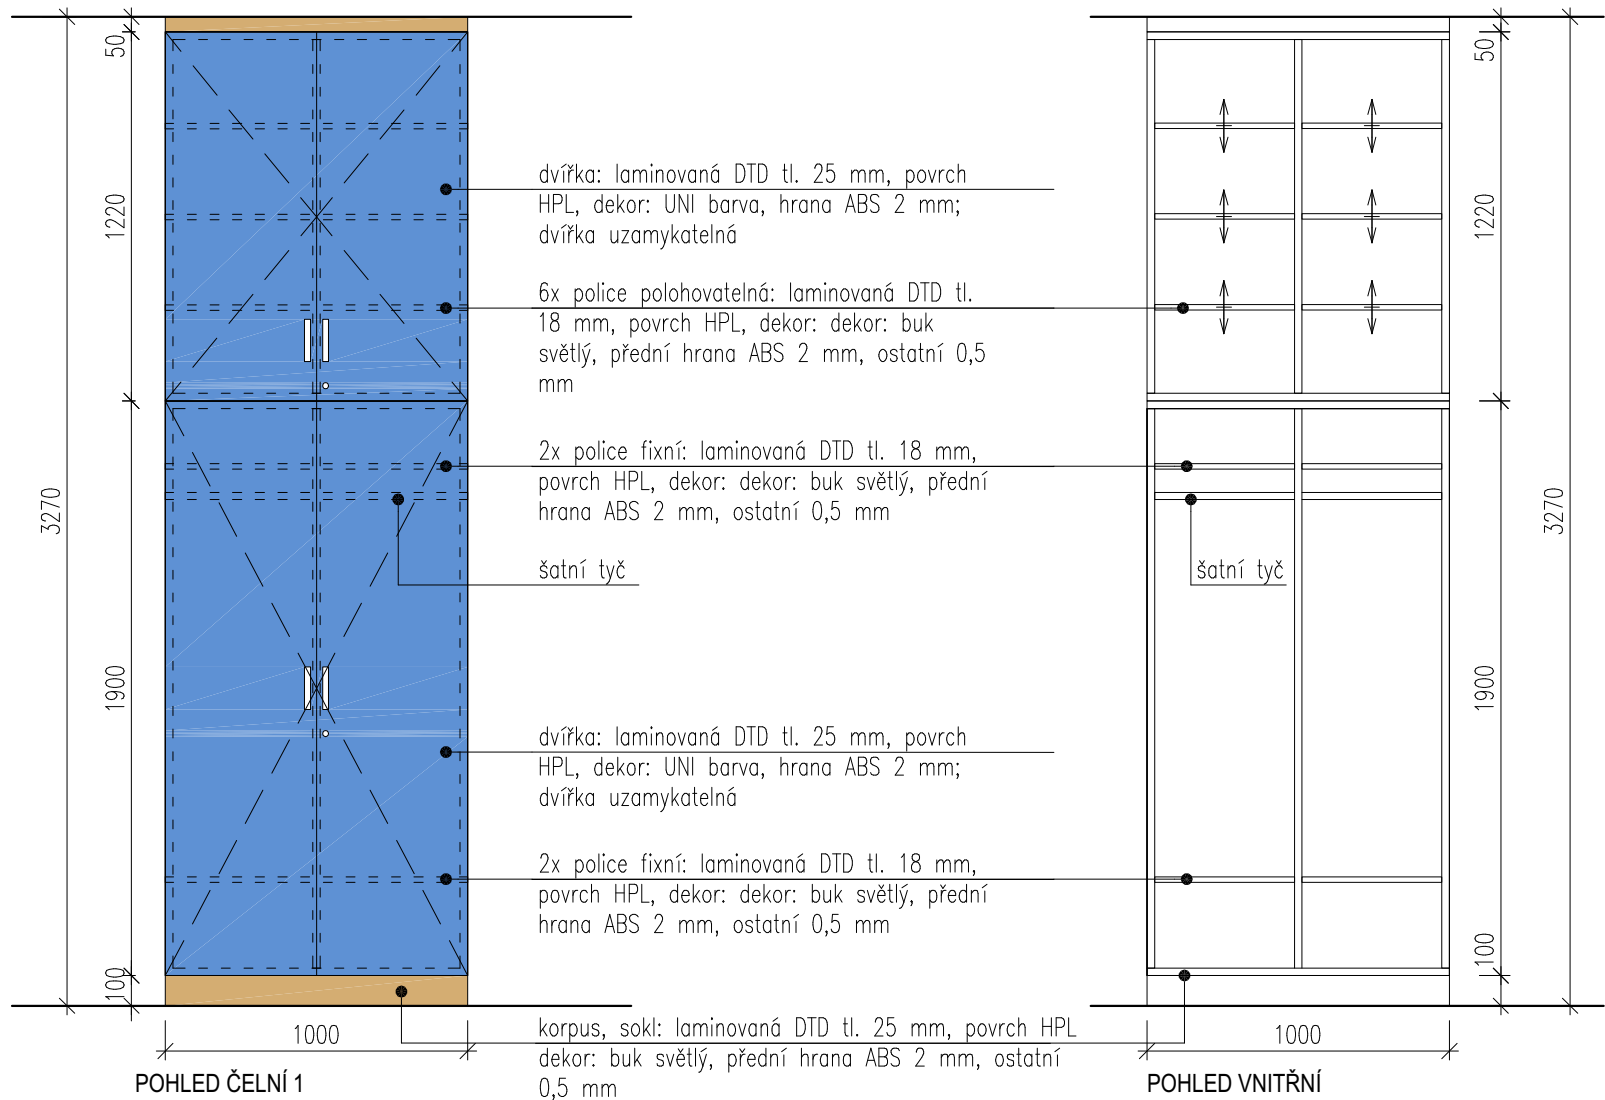 50
1220
3270
1900
100
1000
POHLED ČELNÍ 1
dvířka: laminovaná DTD tl. 25 mm, povrch
HPL, dekor: UNI barva, hrana ABS 2 mm;
dvířka uzamykatelná
6x police polohovatelná: laminovaná DTD tl.
18 mm, povrch HPL, dekor: dekor: buk
světlý, přední hrana ABS 2 mm, ostatní 0,5
mm
2x police fixní: laminovaná DTD tl. 18 mm,
povrch HPL, dekor: dekor: buk světlý, přední
hrana ABS 2 mm, ostatní 0,5 mm
šatní tyč
dvířka: laminovaná DTD tl. 25 mm, povrch
HPL, dekor: UNI barva, hrana ABS 2 mm;
dvířka uzamykatelná
2x police fixní: laminovaná DTD tl. 18 mm,
povrch HPL, dekor: dekor: buk světlý, přední
hrana ABS 2 mm, ostatní 0,5 mm
korpus, sokl: laminovaná DTD tl. 25 mm, povrch HPL
dekor: buk světlý, přední hrana ABS 2 mm, ostatní
0,5 mm
šatní tyč
50
1220
3270
1900
100
1000
POHLED VNITŘNÍ